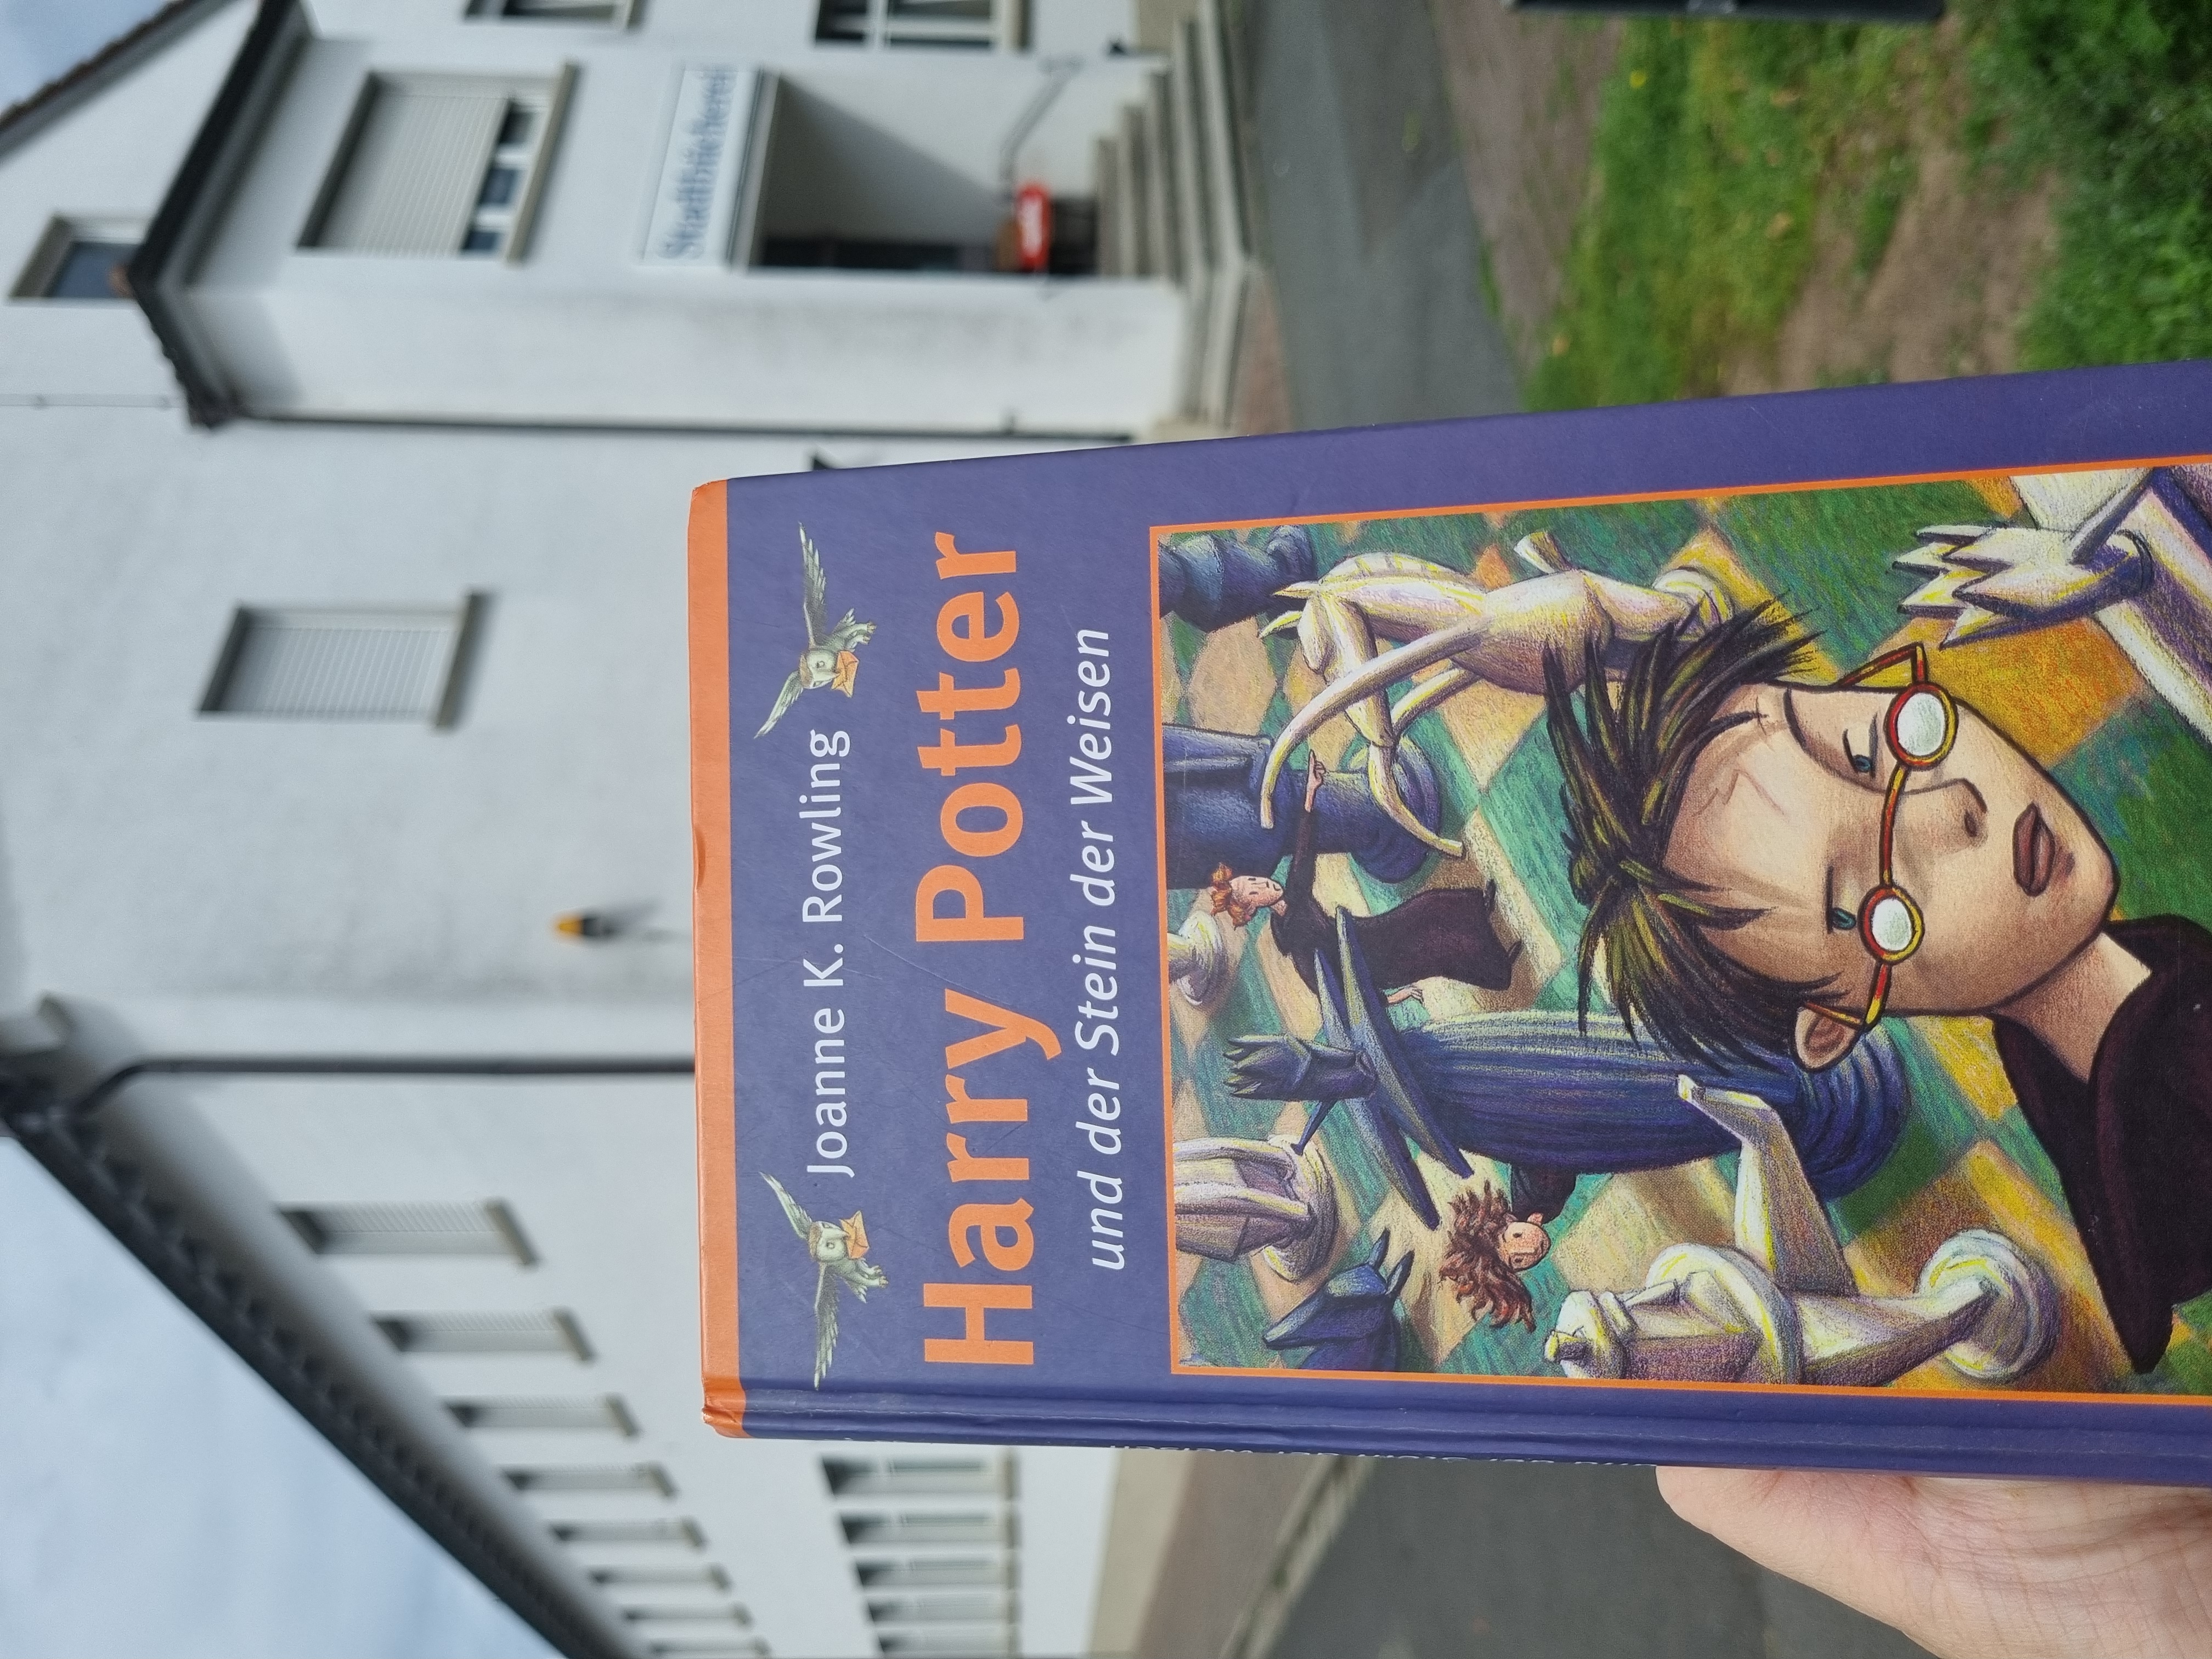 Stadtbücherei
Joanne K. Rowling
Harry Potter
und der Stein der Weisen